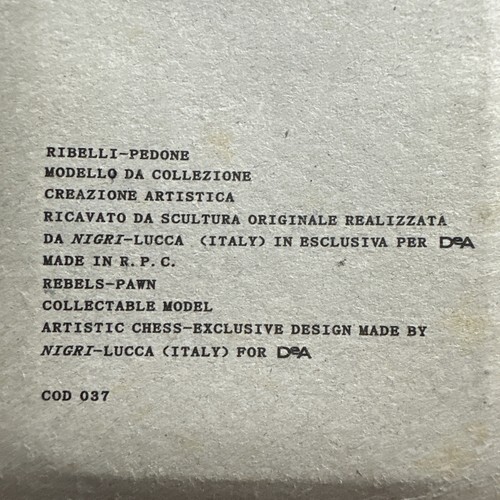 RIBELLI-PEDONE
MODELLO DA COLLEZIONE
CREAZIONE ARTISTICA
RICAVATO DA SCULTURA ORIGINALE REALIZZATA
DA NIGRI-LUCCA (ITALY) IN ESCLUSIVA PER DeA
MADE IN R.P.C.
REBELS-PAWN
COLLECTABLE MODEL
ARTISTIC CHESS-EXCLUSIVE DESIGN MADE BY
NIGRI-LUCCA (ITALY) FOR DeA
COD 037